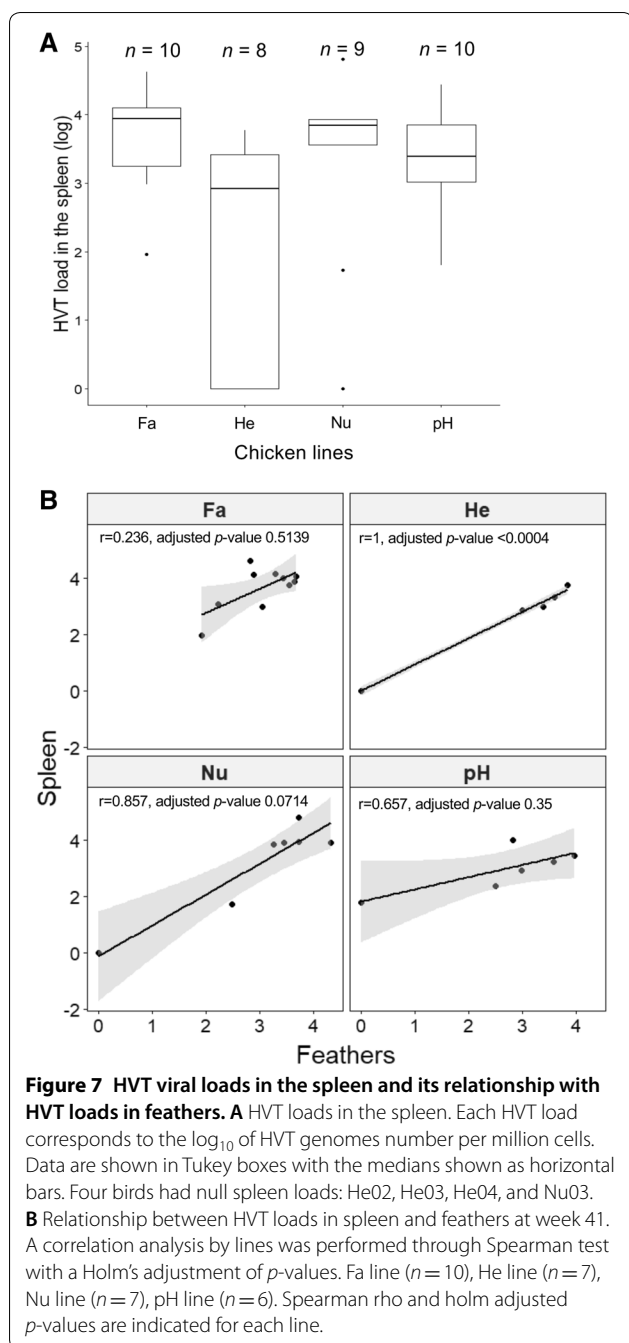 A
n = 10 n = 8 n = 9 n = 10
HVT load in the spleen (log)
5
4
3
2
1
0
Fa He Nu pH
Chicken lines
B
Fa He
r=0.236, adjusted p-value 0.5139 r=1, adjusted p-value <0.0004
4
2
0
-2
Nu pH
r=0.857, adjusted p-value 0.0714 r=0.657, adjusted p-value 0.35
Spleen
4
2
0
-2
0 1 2 3 4 0 1 2 3 4
Feathers
Figure 7 HVT viral loads in the spleen and its relationship with
HVT loads in feathers. A HVT loads in the spleen. Each HVT load
corresponds to the log10 of HVT genomes number per million cells.
Data are shown in Tukey boxes with the medians shown as horizontal
bars. Four birds had null spleen loads: He02, He03, He04, and Nu03.
B Relationship between HVT loads in spleen and feathers at week 41.
A correlation analysis by lines was performed through Spearman test
with a Holm's adjustment of p-values. Fa line (n = 10), He line (n = 7),
Nu line (n = 7), pH line (n = 6). Spearman rho and holm adjusted
p-values are indicated for each line.